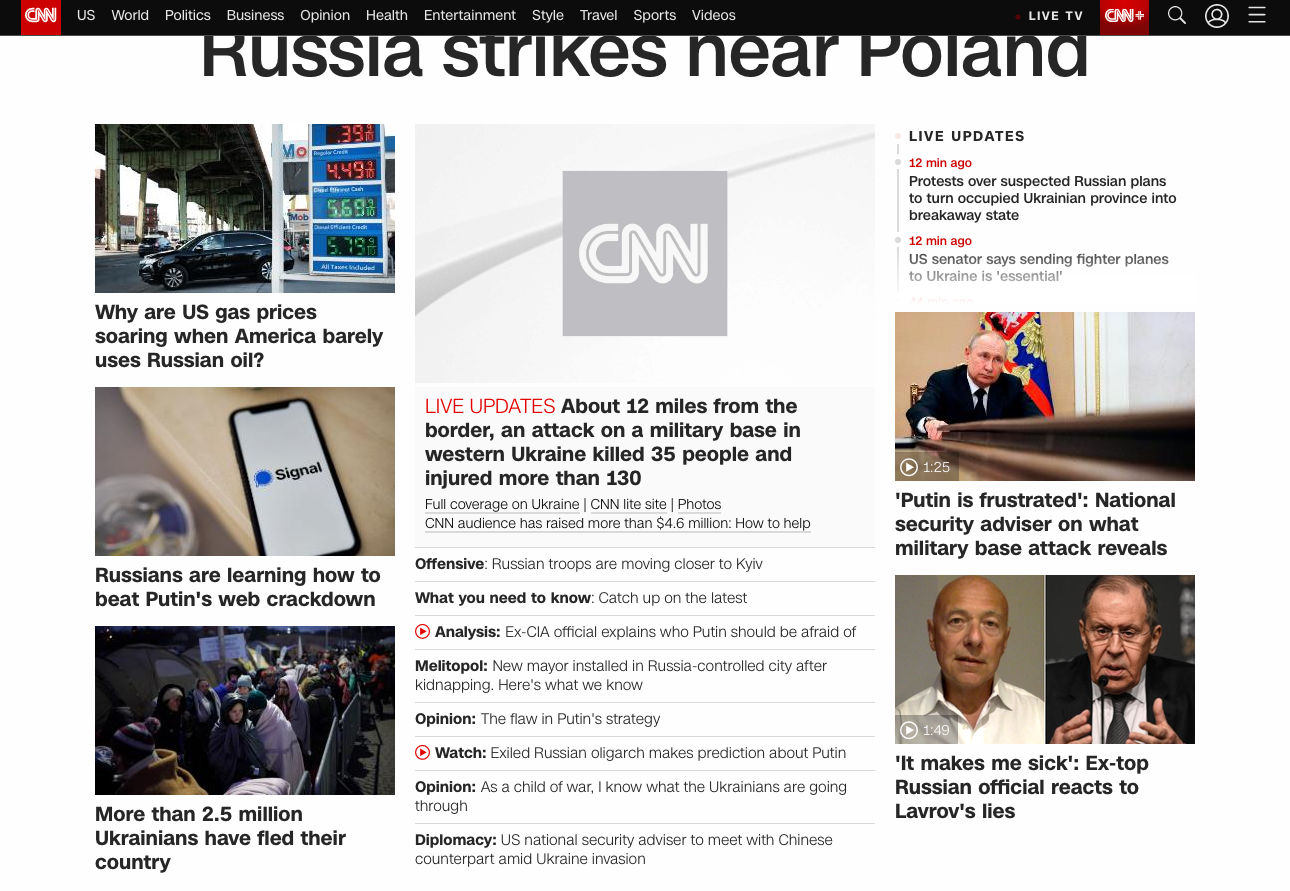 CNN US World Politics Business Opinion Health Entertainment Style Travel Sports Videos LIVE TV CNN+
Russia strikes near Poland
.39 9/10
Mo
Regular Credit
4.49 9/10
Diesel Efficient Cash
5.69 9/10
Mob
Diesel Efficient Credit
5.79 9/10
All Taxes Included
Why are US gas prices
soaring when America barely
uses Russian oil?
Signal
Russians are learning how to
beat Putin's web crackdown
More than 2.5 million
Ukrainians have fled their
country
CNN
LIVE UPDATES About 12 miles from the
border, an attack on a military base in
western Ukraine killed 35 people and
injured more than 130
Full coverage on Ukraine | CNN lite site | Photos
CNN audience has raised more than $4.6 million: How to help
Offensive: Russian troops are moving closer to Kyiv
What you need to know: Catch up on the latest
Analysis: Ex-CIA official explains who Putin should be afraid of
Melitopol: New mayor installed in Russia-controlled city after
kidnapping. Here's what we know
Opinion: The flaw in Putin's strategy
Watch: Exiled Russian oligarch makes prediction about Putin
Opinion: As a child of war, I know what the Ukrainians are going
through
Diplomacy: US national security adviser to meet with Chinese
counterpart amid Ukraine invasion
LIVE UPDATES
12 min ago
Protests over suspected Russian plans
to turn occupied Ukrainian province into
breakaway state
12 min ago
US senator says sending fighter planes
to Ukraine is 'essential'
1:25
'Putin is frustrated': National
security adviser on what
military base attack reveals
1:49
'It makes me sick': Ex-top
Russian official reacts to
Lavrov's lies